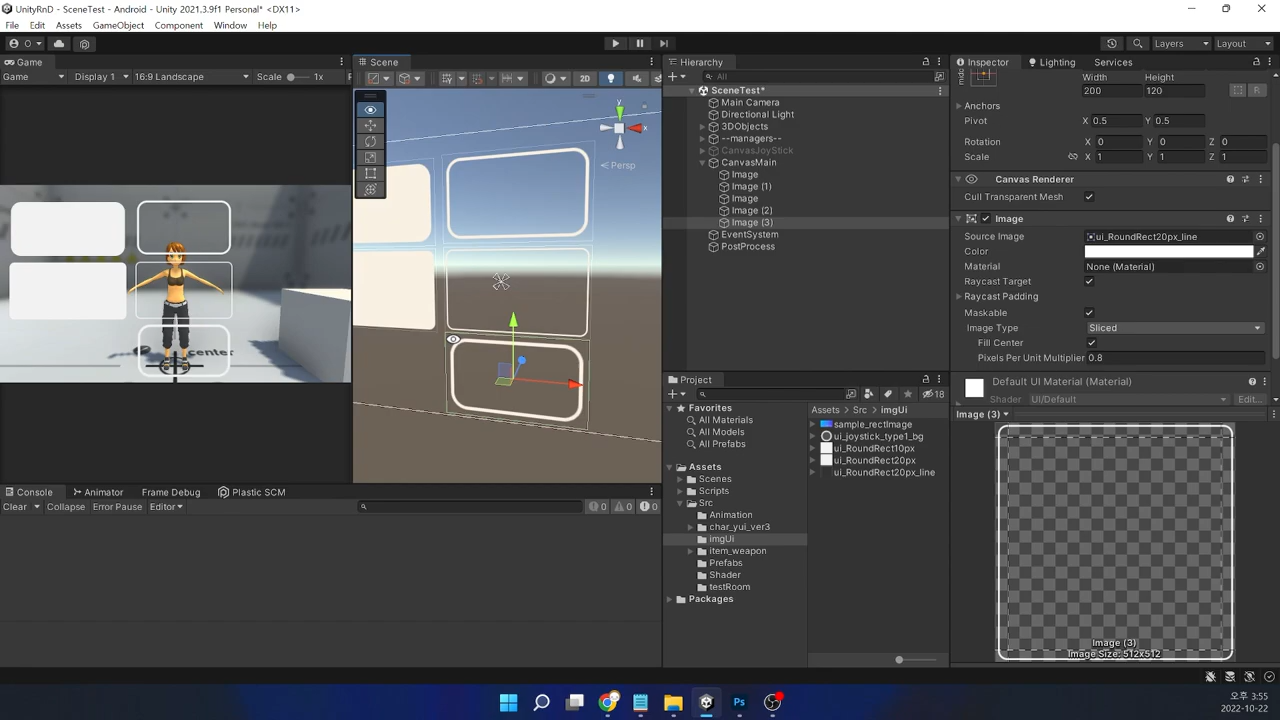 UnityRnD - SceneTest - Android - Unity 2021.3.9f1 Personal* <DX11>
File Edit Assets GameObject Component Window Help
O
Layers Layout
Game
Game Display 1 16:9 Landscape Scale 1x
center
Console Animator Frame Debug Plastic SCM
Clear Collapse Error Pause Editor
0 0 0
Scene
2D
y
x
Persp
Hierarchy
All
SceneTest*
Main Camera
Directional Light
3DObjects
--managers--
CanvasJoyStick
CanvasMain
Image
Image (1)
Image
Image (2)
Image (3)
EventSystem
PostProcess
Project
18
Favorites
All Materials
All Models
All Prefabs
Assets
Scenes
Scripts
Src
Animation
char_yui_ver3
imgUi
item_weapon
Prefabs
Shader
testRoom
Packages
Assets > Src > imgUi
sample_rectImage
ui_joystick_type1_bg
ui_RoundRect10px
ui_RoundRect20px
ui_RoundRect20px_line
Inspector Lighting Services
Width Height
200 120
Anchors
Pivot X 0.5 Y 0.5
Rotation X 0 Y 0 Z 0
Scale X 1 Y 1 Z 1
Canvas Renderer
Cull Transparent Mesh
Image
Source Image ui_RoundRect20px_line
Color
Material None (Material)
Raycast Target
Raycast Padding
Maskable
Image Type Sliced
Fill Center
Pixels Per Unit Multiplier 0.8
Default UI Material (Material)
Shader UI/Default Edit...
Image (3)
Image (3)
Image Size: 512x512
Ps
오후 3:55
2022-10-22